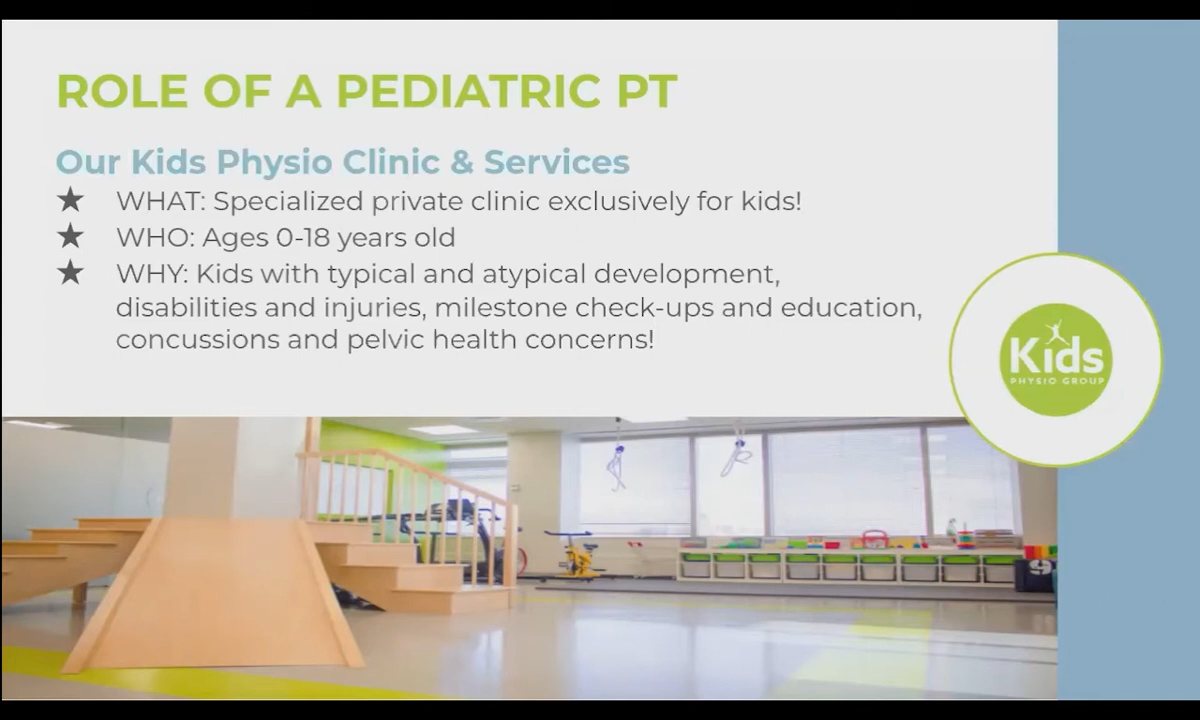 ROLE OF A PEDIATRIC PT
Our Kids Physio Clinic & Services
★ WHAT: Specialized private clinic exclusively for kids!
★ WHO: Ages 0-18 years old
★ WHY: Kids with typical and atypical development,
disabilities and injuries, milestone check-ups and education,
concussions and pelvic health concerns!
Kids
PHYSIO GROUP
9